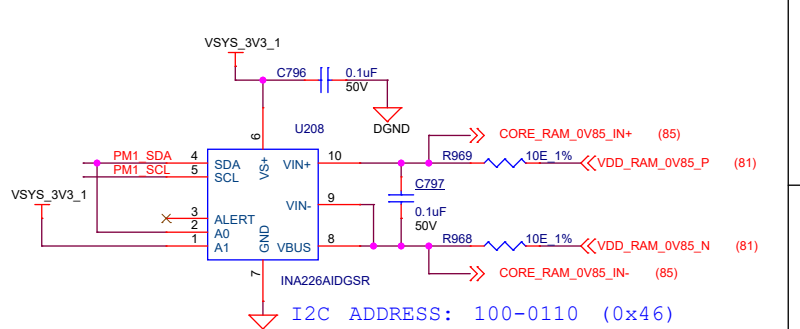 VSYS_3V3_1
C796 0.1uF
50V
DGND
U208
CORE_RAM_0V85_IN+ (85)
PM1_SDA 4 SDA VS+ 6 VIN+ 10 R969 10E_1% VDD_RAM_0V85_P (81)
PM1_SCL 5 SCL
C797
VSYS_3V3_1
VIN- 9
0.1uF
50V
3 ALERT
2 A0
1 A1 GND VBUS 8 R968 10E_1% VDD_RAM_0V85_N (81)
7 INA226AIDGSR CORE_RAM_0V85_IN- (85)
I2C ADDRESS: 100-0110 (0x46)